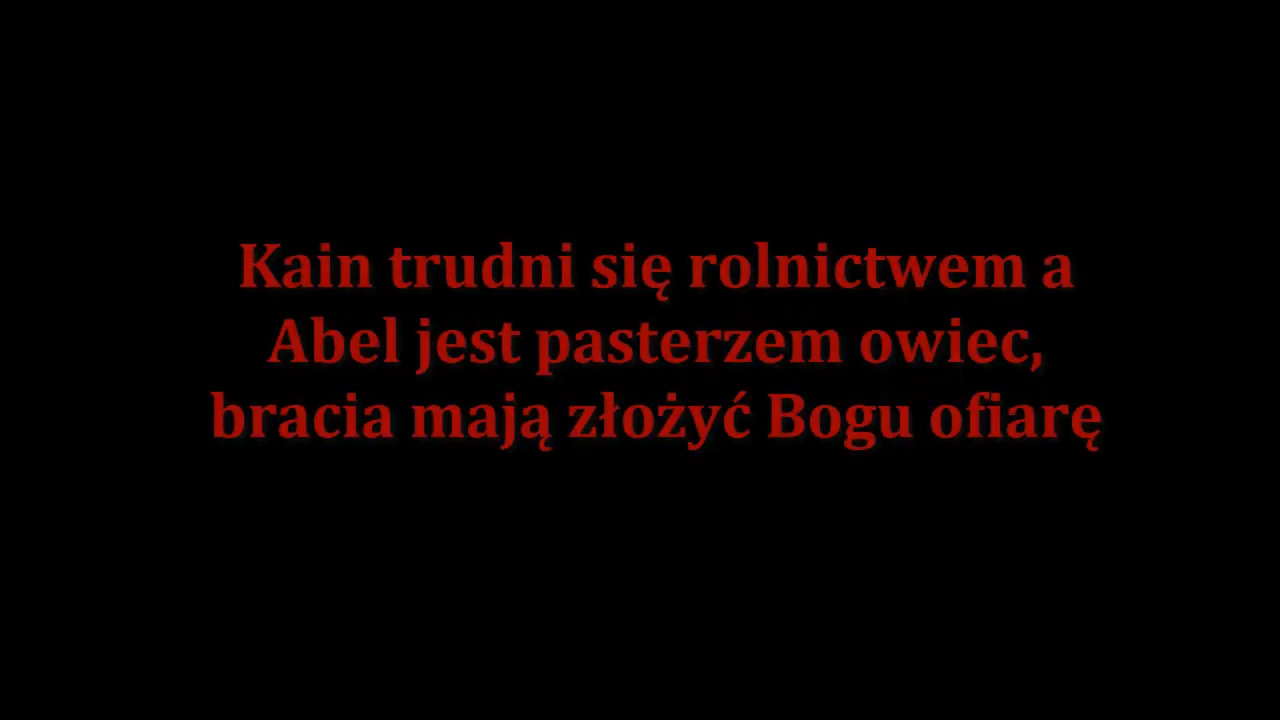 Kain trudni się rolnictwem a
Abel jest pasterzem owiec,
bracia mają złożyć Bogu ofiarę